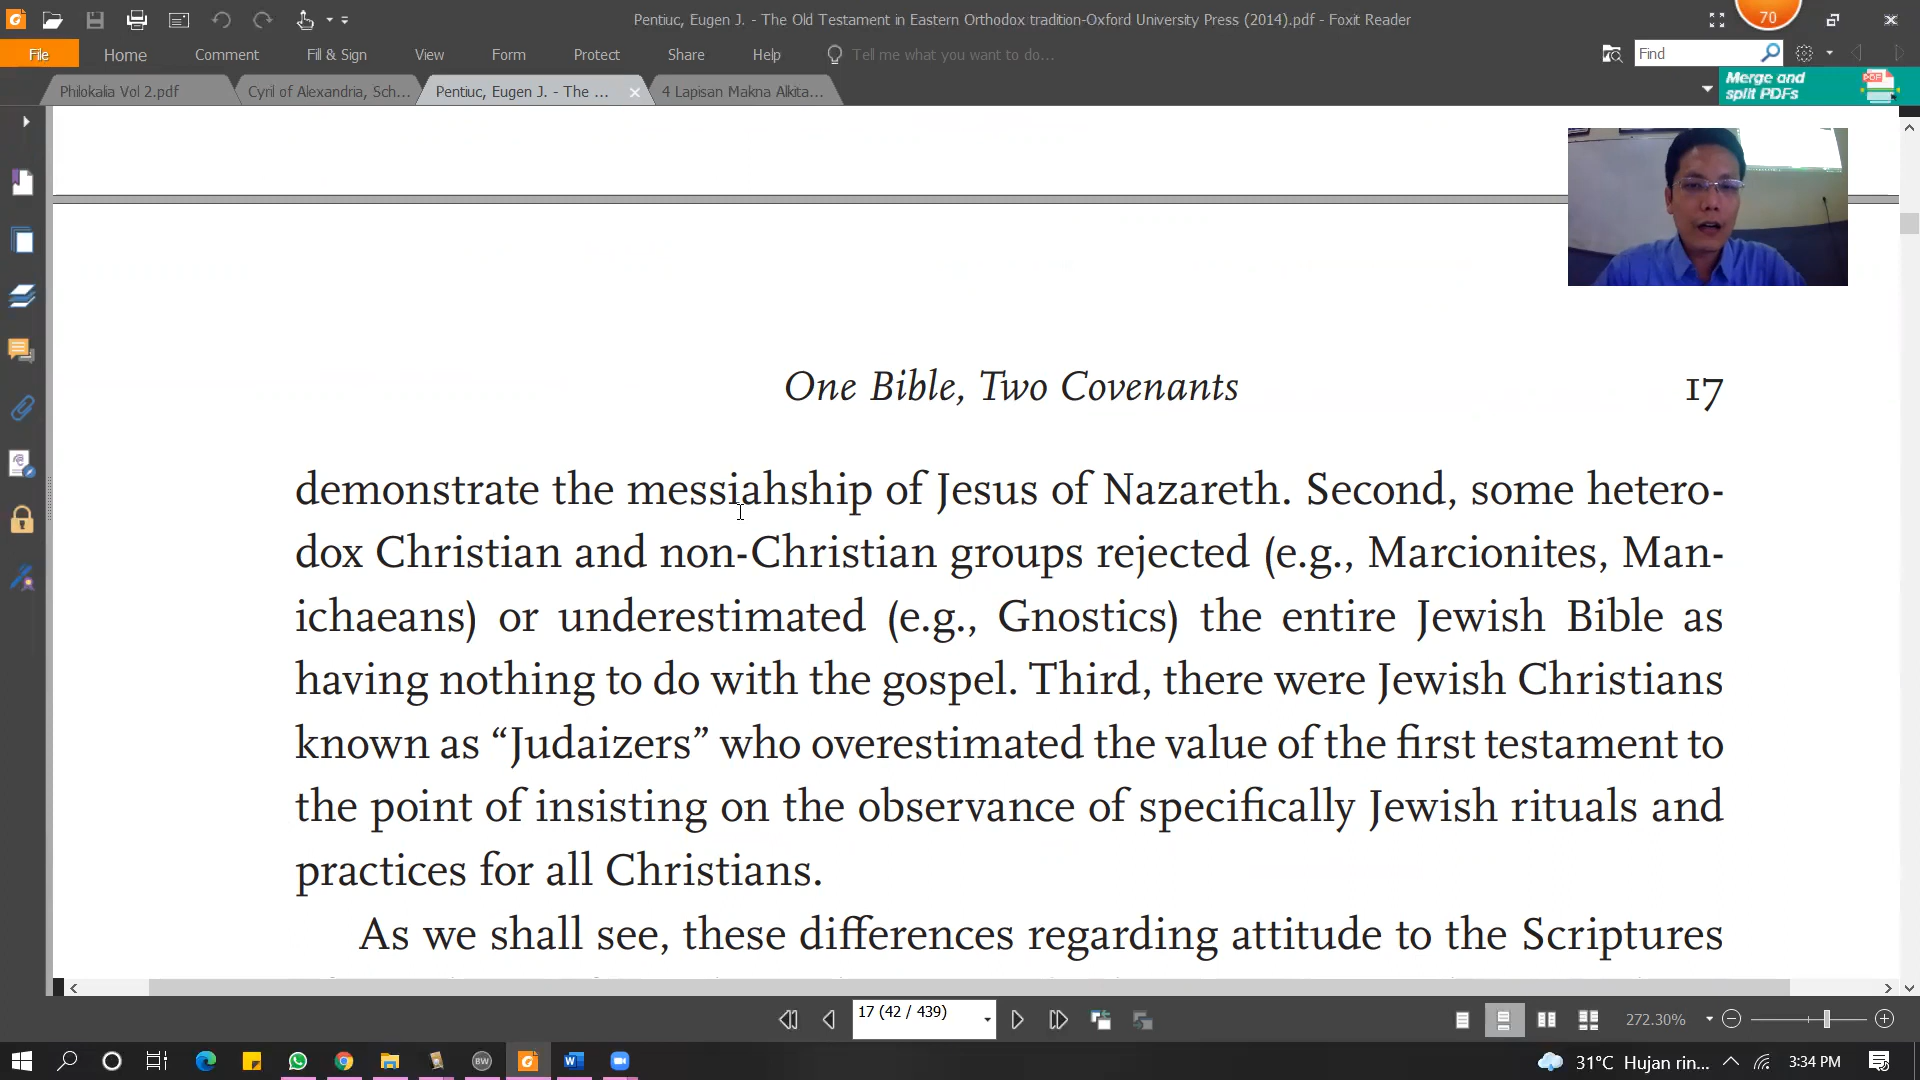 Pentiuc, Eugen J. - The Old Testament in Eastern Orthodox tradition-Oxford University Press (2014).pdf - Foxit Reader
70
File Home Comment Fill & Sign View Form Protect Share Help Tell me what you want to do... Find
Philokalia Vol 2.pdf Cyril of Alexandria, Sch... Pentiuc, Eugen J. - The ... 4 Lapisan Makna Alkita...
Merge and
split PDFs
One Bible, Two Covenants 17
demonstrate the messiahship of Jesus of Nazareth. Second, some hetero-
dox Christian and non-Christian groups rejected (e.g., Marcionites, Man-
ichaeans) or underestimated (e.g., Gnostics) the entire Jewish Bible as
having nothing to do with the gospel. Third, there were Jewish Christians
known as “Judaizers” who overestimated the value of the first testament to
the point of insisting on the observance of specifically Jewish rituals and
practices for all Christians.
As we shall see, these differences regarding attitude to the Scriptures
17 (42 / 439) 272.30%
31°C Hujan rin... 3:34 PM